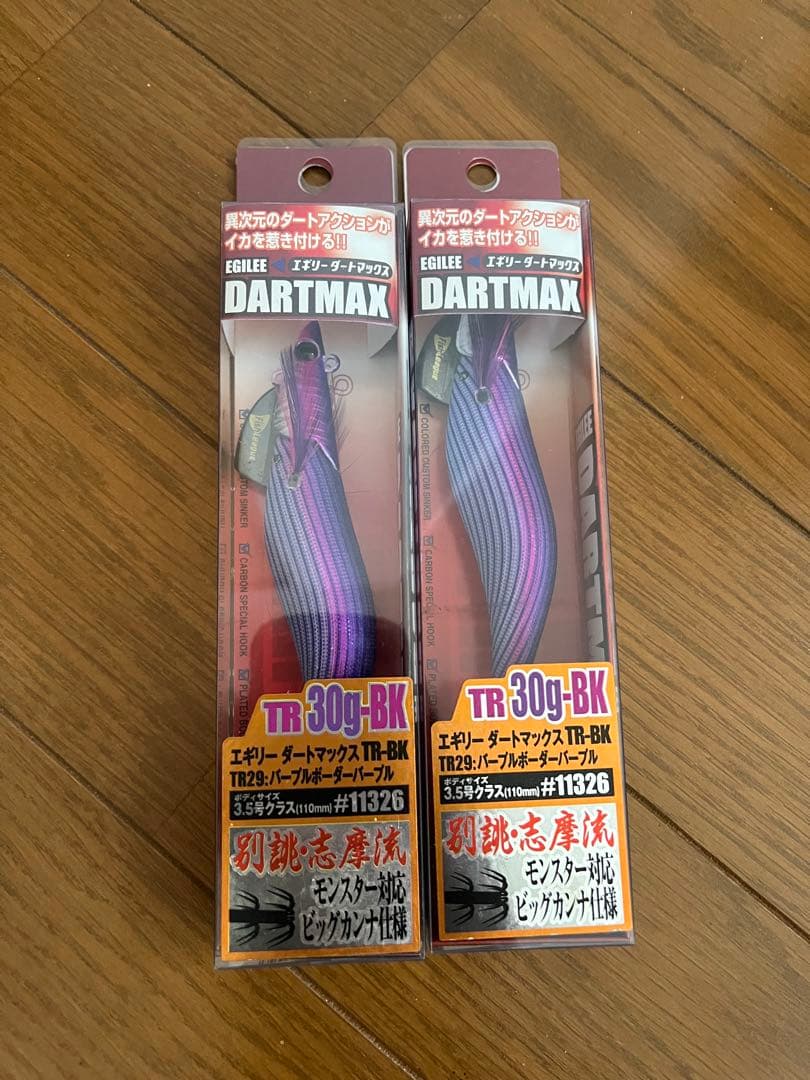 異次元のダートアクションが
イカを惹き付ける!!
EGILEE エギリー ダートマックス
DARTMAX
League
COLORED CUSTOM SINKER
CARBON SPECIAL HOOK
TR 30g-BK
エギリー ダートマックス TR-BK
TR29:パープルボーダーパープル
ボディサイズ
3.5号クラス(110mm) #11326
別誂・志摩流
モンスター対応
ビッグカンナ仕様
異次元のダートアクションが
イカを惹き付ける!!
EGILEE エギリー ダートマックス
DARTMAX
League
COLORED CUSTOM SINKER
CARBON SPECIAL HOOK
TR 30g-BK
エギリー ダートマックス TR-BK
TR29:パープルボーダーパープル
ボディサイズ
3.5号クラス(110mm) #11326
別誂・志摩流
モンスター対応
ビッグカンナ仕様